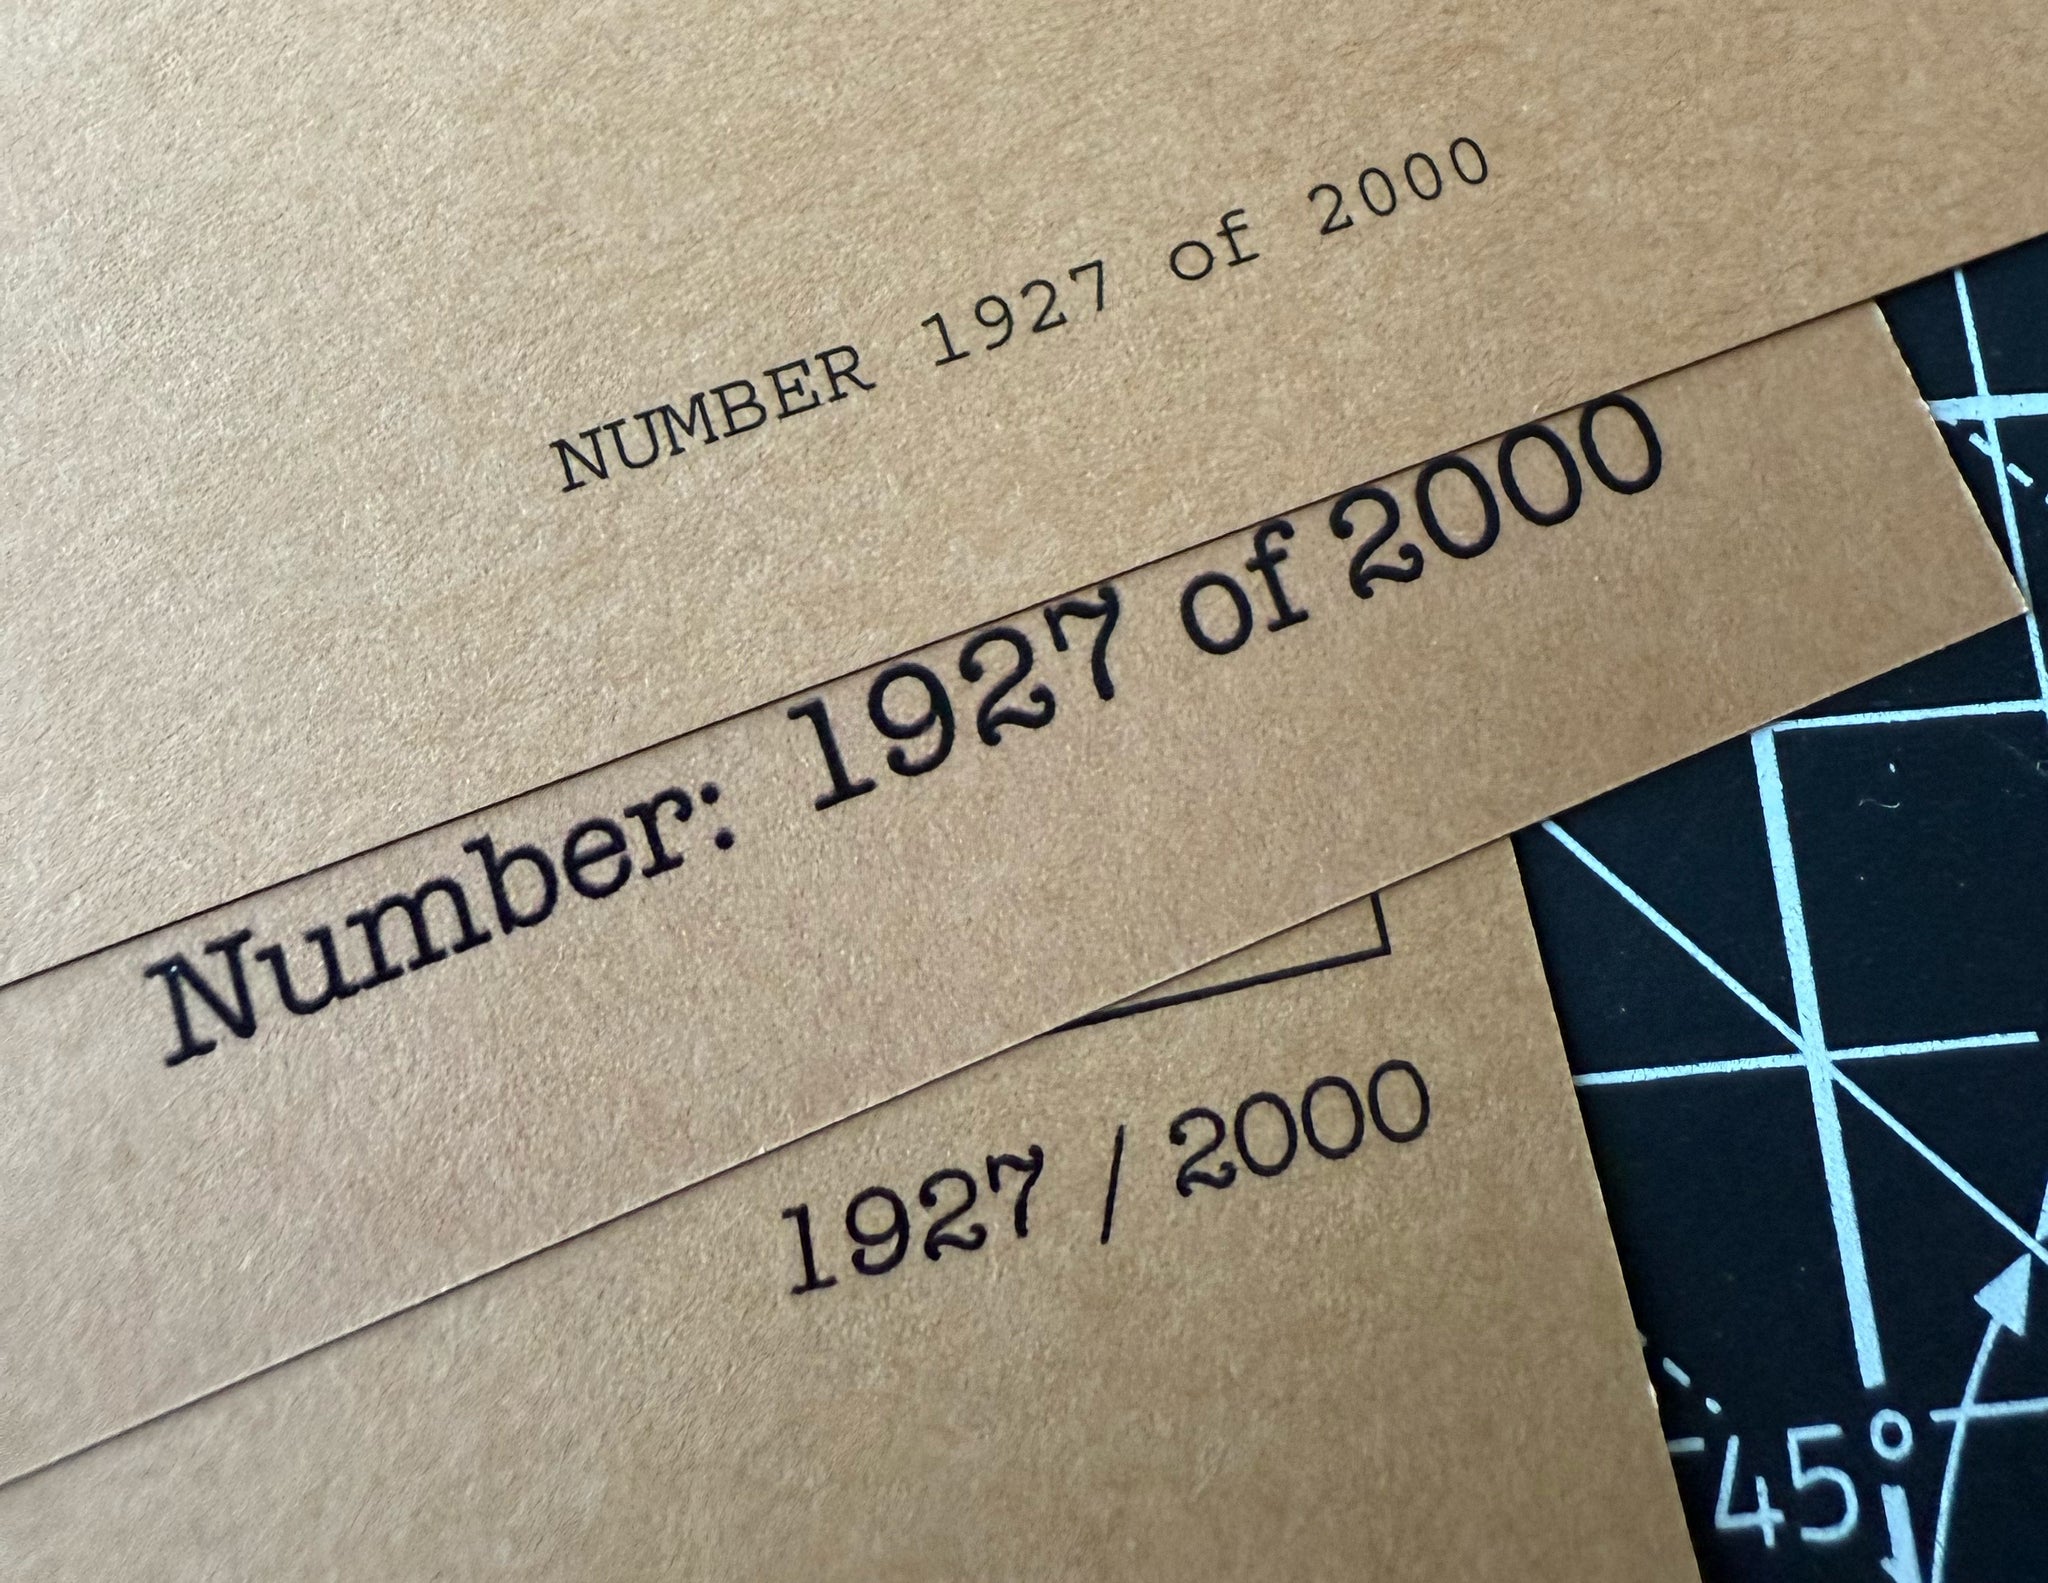 NUMBER 1927 of 2000
Number: 1927 of 2000
1927 / 2000
45°